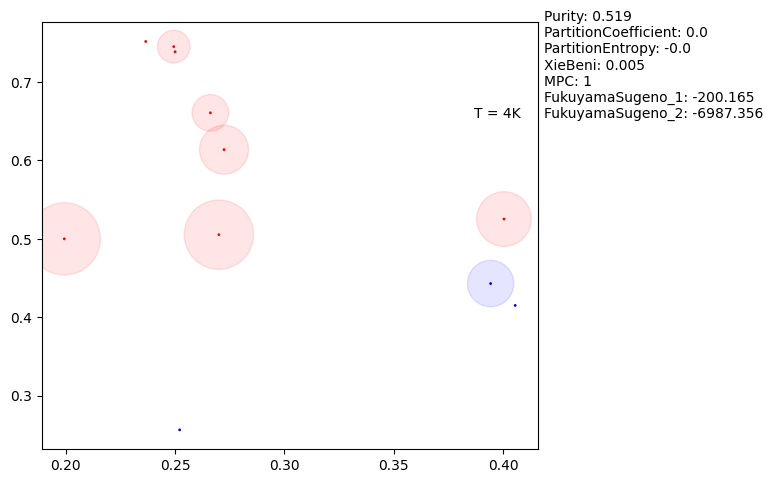 Purity: 0.519
PartitionCoefficient: 0.0
PartitionEntropy: -0.0
XieBeni: 0.005
MPC: 1
FukuyamaSugeno_1: -200.165
FukuyamaSugeno_2: -6987.356
T = 4K
0.7
0.6
0.5
0.4
0.3
0.20 0.25 0.30 0.35 0.40